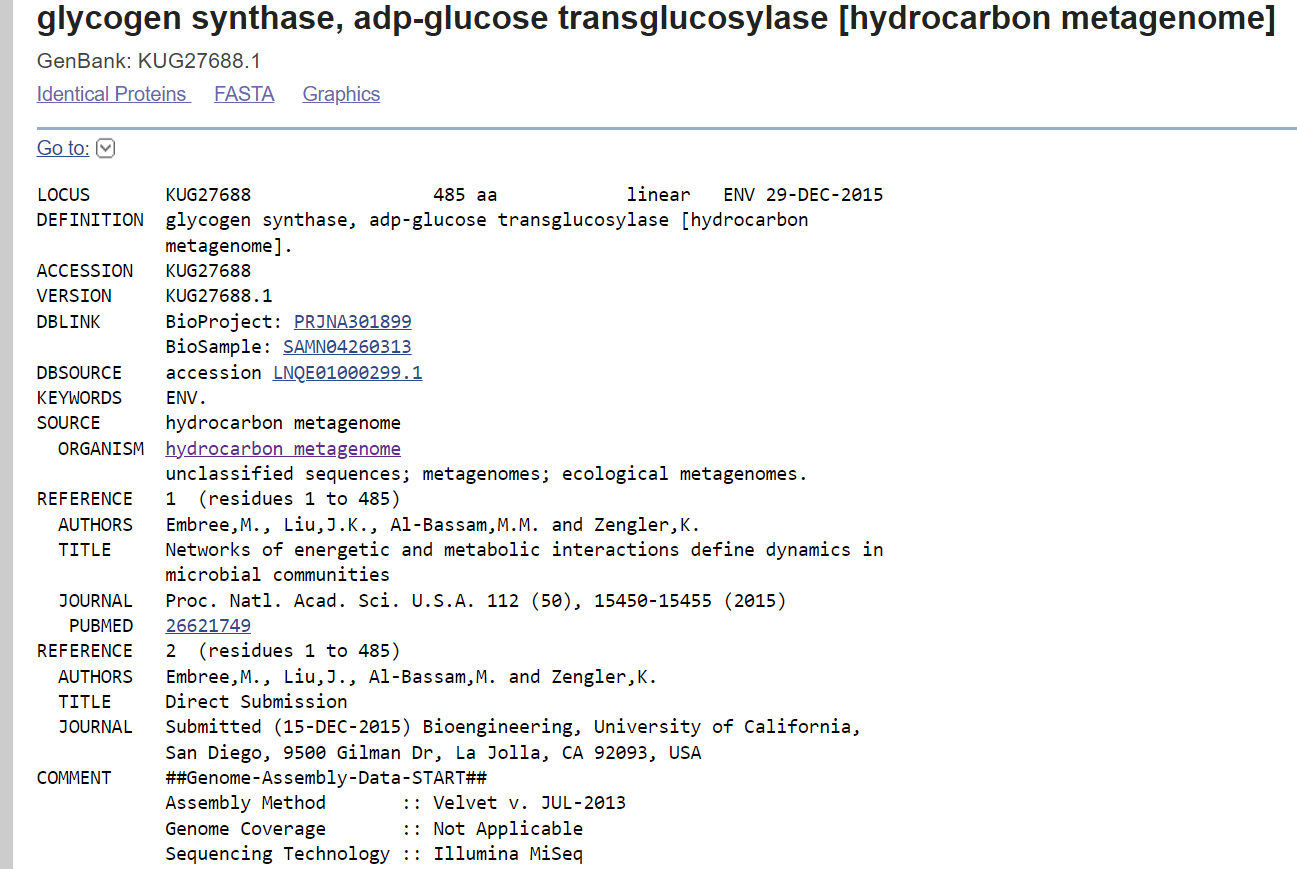 glycogen synthase, adp-glucose transglucosylase [hydrocarbon metagenome]
GenBank: KUG27688.1
Identical Proteins FASTA Graphics
Go to:
LOCUS KUG27688 485 aa linear ENV 29-DEC-2015
DEFINITION glycogen synthase, adp-glucose transglucosylase [hydrocarbon
metagenome].
ACCESSION KUG27688
VERSION KUG27688.1
DBLINK BioProject: PRJNA301899
BioSample: SAMN04260313
DBSOURCE accession LNQE01000299.1
KEYWORDS ENV.
SOURCE hydrocarbon metagenome
ORGANISM hydrocarbon metagenome
unclassified sequences; metagenomes; ecological metagenomes.
REFERENCE 1 (residues 1 to 485)
AUTHORS Embree,M., Liu,J.K., Al-Bassam,M.M. and Zengler,K.
TITLE Networks of energetic and metabolic interactions define dynamics in
microbial communities
JOURNAL Proc. Natl. Acad. Sci. U.S.A. 112 (50), 15450-15455 (2015)
PUBMED 26621749
REFERENCE 2 (residues 1 to 485)
AUTHORS Embree,M., Liu,J., Al-Bassam,M. and Zengler,K.
TITLE Direct Submission
JOURNAL Submitted (15-DEC-2015) Bioengineering, University of California,
San Diego, 9500 Gilman Dr, La Jolla, CA 92093, USA
COMMENT ##Genome-Assembly-Data-START##
Assembly Method :: Velvet v. JUL-2013
Genome Coverage :: Not Applicable
Sequencing Technology :: Illumina MiSeq